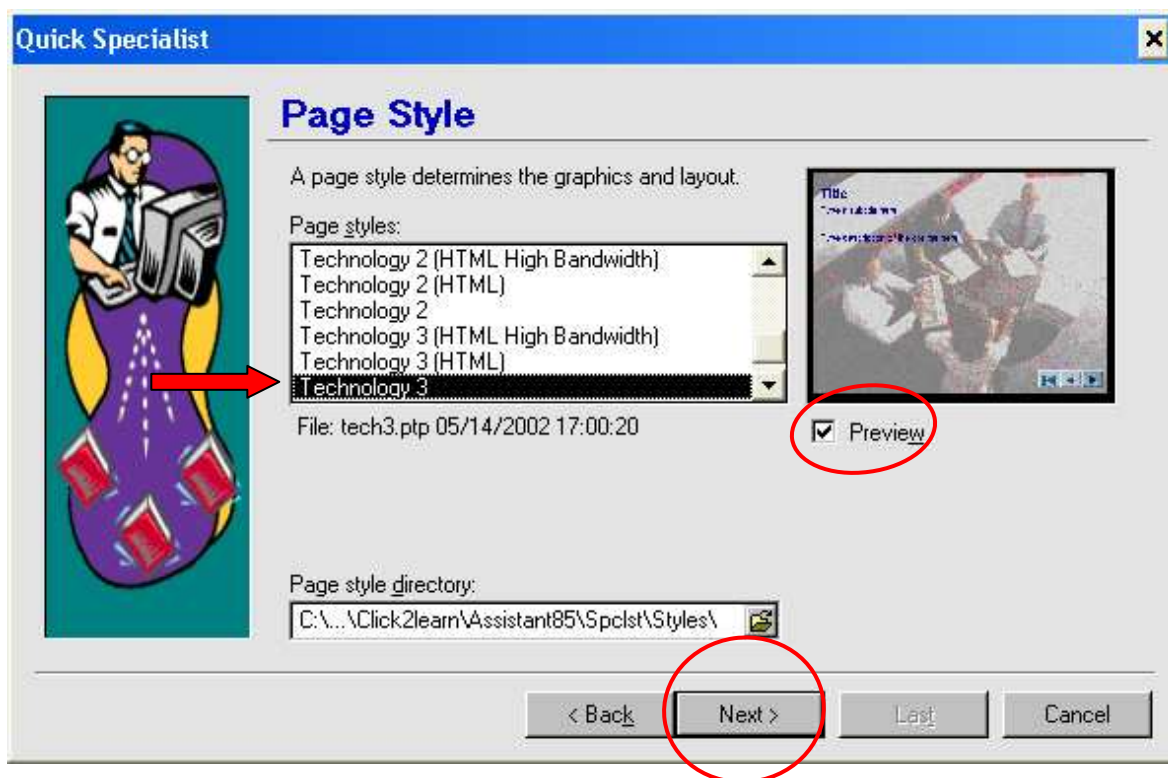 Quick Specialist
Page Style
A page style determines the graphics and layout.
Page styles:
Technology 2 (HTML High Bandwidth)
Technology 2 (HTML)
Technology 2
Technology 3 (HTML High Bandwidth)
Technology 3 (HTML)
Technology 3
File: tech3.ptp 05/14/2002 17:00:20
Title
Preview
Page style directory:
C:\...\Click2learn\Assistant85\Spclst\Styles\
< Back
Next >
Last
Cancel